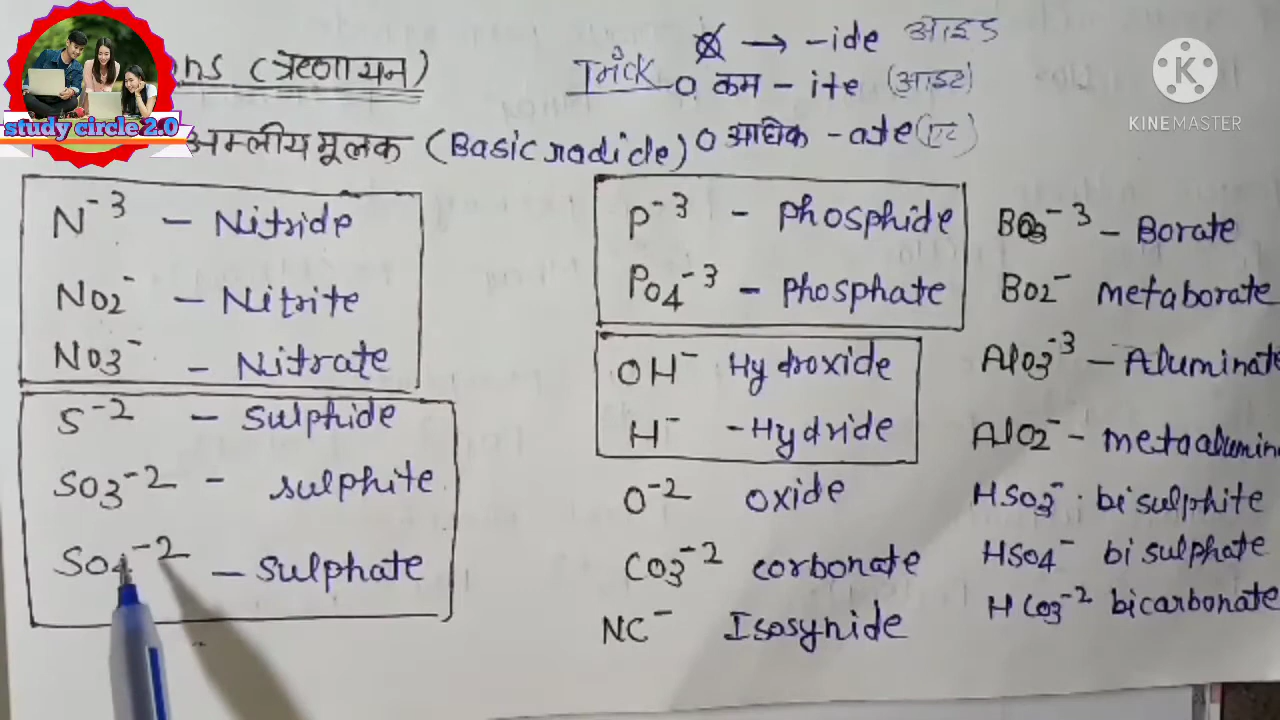 ns (ऋणायन)
Trick O → -ide आइड
O कम - ite (आइट)
O अधिक - ate (एट)
study circle 2.0
अम्लीय मूलक (Basic radicle)
N⁻³ - Nitride
NO₂⁻ - Nitrite
NO₃⁻ - Nitrate
S⁻² - Sulphide
SO₃⁻² - sulphite
SO₄⁻² - Sulphate
P⁻³ - Phosphide
PO₄⁻³ - Phosphate
OH⁻ Hydroxide
H⁻ - Hydride
O⁻² oxide
CO₃⁻² corbonate
NC⁻ Isosynide
BO₃⁻³ - Borate
BO₂⁻ metaborate
AlO₃⁻³ - Aluminate
AlO₂⁻ - metaalumin
HSO₃⁻ bisulphite
HSO₄⁻ bisulphate
HCO₃⁻² bicarbonate
K
KINEMASTER